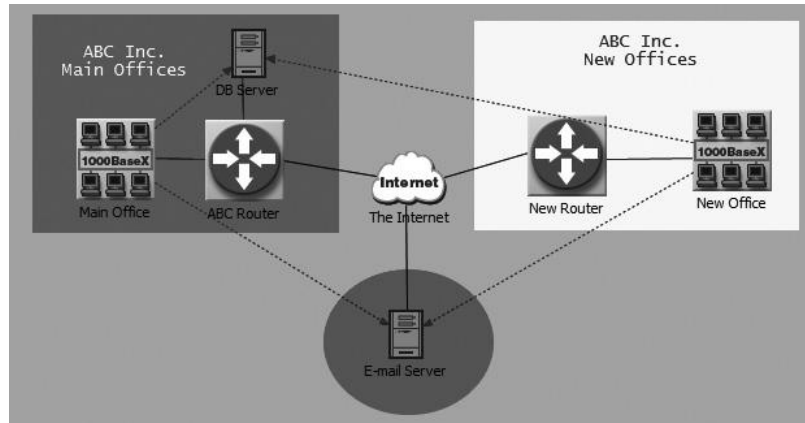 ABC Inc.
Main Offices
DB Server
1000BaseX
Main Office
ABC Router
Internet
The Internet
ABC Inc.
New Offices
New Router
1000BaseX
New Office
E-mail Server